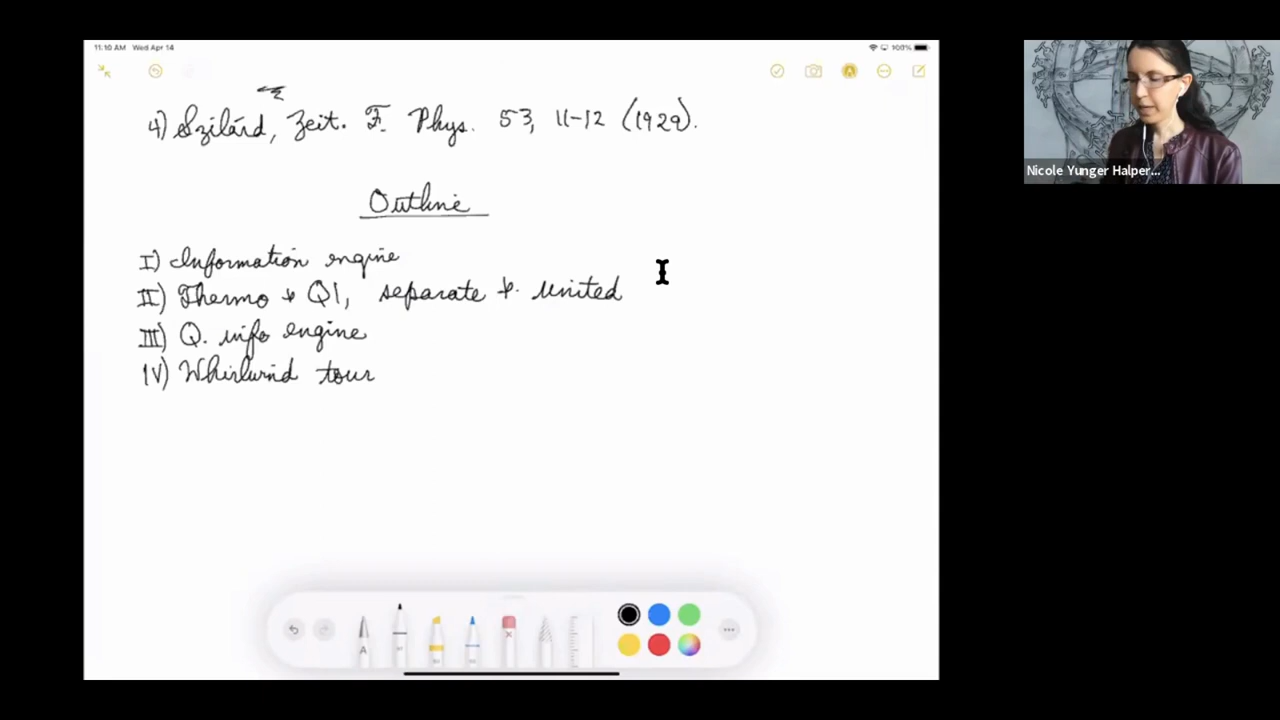 11:10 AM Wed Apr 14
100%
4) Szilárd, Zeit. F. Phys. 53, 11-12 (1929).
Outline
I) Information engine
II) Thermo & QI, separate & united
III) Q. info engine
IV) Whirlwind tour
A
Nicole Yunger Halper...